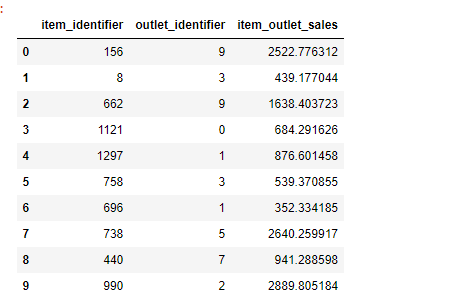 :
item_identifier outlet_identifier item_outlet_sales
0 156 9 2522.776312
1 8 3 439.177044
2 662 9 1638.403723
3 1121 0 684.291626
4 1297 1 876.601458
5 758 3 539.370855
6 696 1 352.334185
7 738 5 2640.259917
8 440 7 941.288598
9 990 2 2889.805184